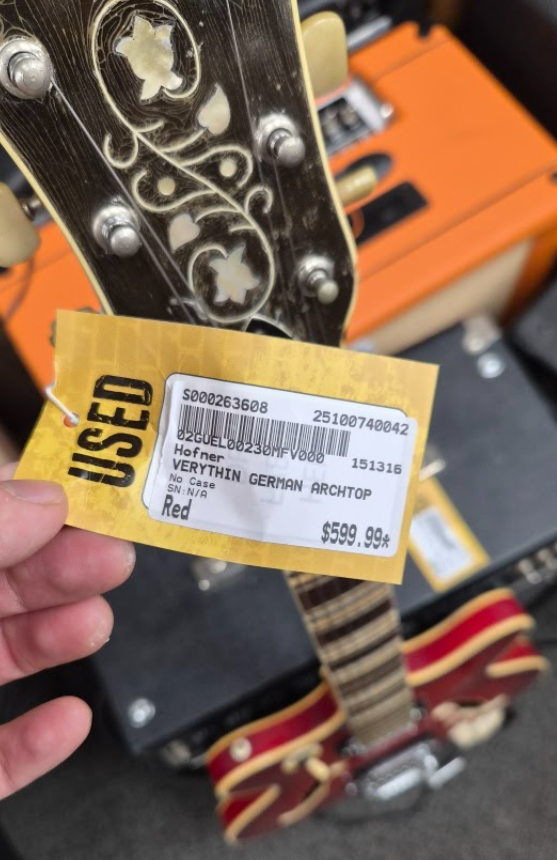 USED
S000263608 25100740042
02GUEL00230MFV000 151316
Hofner
VERYTHIN GERMAN ARCHTOP
No Case
SN:N/A
Red
$599.99*